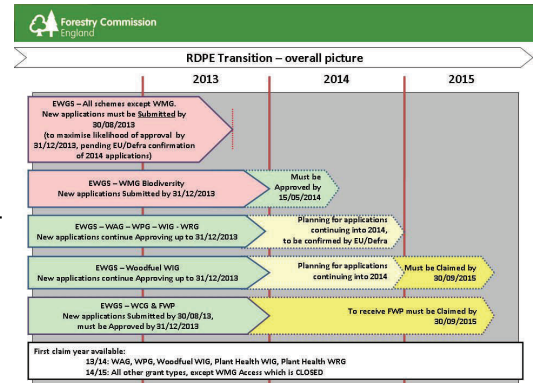 Forestry Commission
England
RDPE Transition – overall picture
2013
2014
2015
EWGS – All schemes except WMG.
New applications must be Submitted by
30/08/2013
(to maximise likelihood of approval by
31/12/2013, pending EU/Defra confirmation
of 2014 applications)
EWGS – WMG Biodiversity
New applications Submitted by 31/12/2013
Must be
Approved by
15/05/2014
EWGS – WAG – WPG – WIG - WRG
New applications continue Approving up to 31/12/2013
Planning for applications
continuing into 2014,
to be confirmed by EU/Defra
EWGS – Woodfuel WIG
New applications continue Approving up to 31/12/2013
Planning for applications
continuing into 2014
Must be Claimed by
30/09/2015
EWGS – WCG & FWP
New applications Submitted by 30/08/13,
must be Approved by 31/12/2013
To receive FWP must be Claimed by
30/09/2015
First claim year available:
13/14: WAG, WPG, Woodfuel WIG, Plant Health WIG, Plant Health WRG
14/15: All other grant types, except WMG Access which is CLOSED